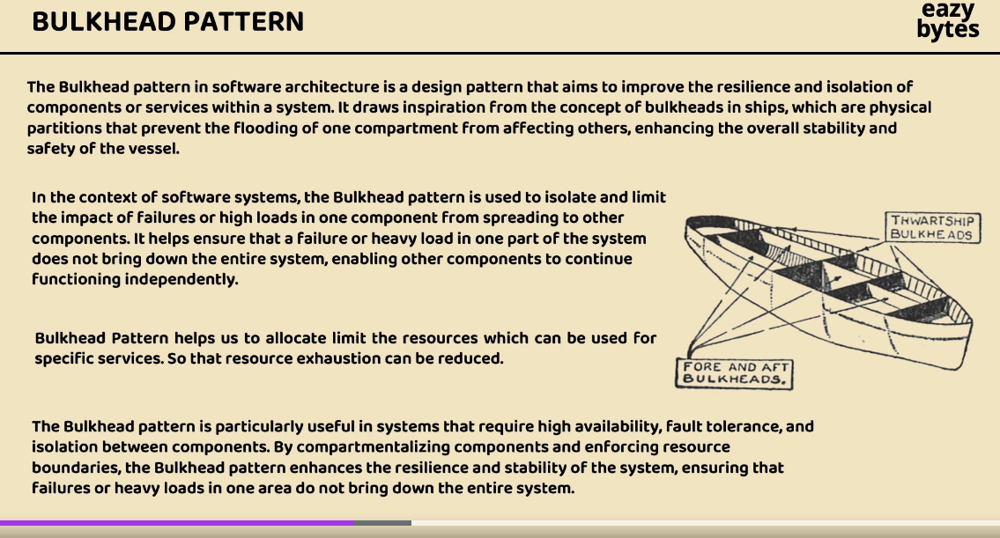 BULKHEAD PATTERN
eazy
bytes
The Bulkhead pattern in software architecture is a design pattern that aims to improve the resilience and isolation of
components or services within a system. It draws inspiration from the concept of bulkheads in ships, which are physical
partitions that prevent the flooding of one compartment from affecting others, enhancing the overall stability and
safety of the vessel.
In the context of software systems, the Bulkhead pattern is used to isolate and limit
the impact of failures or high loads in one component from spreading to other
components. It helps ensure that a failure or heavy load in one part of the system
does not bring down the entire system, enabling other components to continue
functioning independently.
THWARTSHIP
BULKHEADS
Bulkhead Pattern helps us to allocate limit the resources which can be used for
specific services. So that resource exhaustion can be reduced.
FORE AND AFT
BULKHEADS.
The Bulkhead pattern is particularly useful in systems that require high availability, fault tolerance, and
isolation between components. By compartmentalizing components and enforcing resource
boundaries, the Bulkhead pattern enhances the resilience and stability of the system, ensuring that
failures or heavy loads in one area do not bring down the entire system.